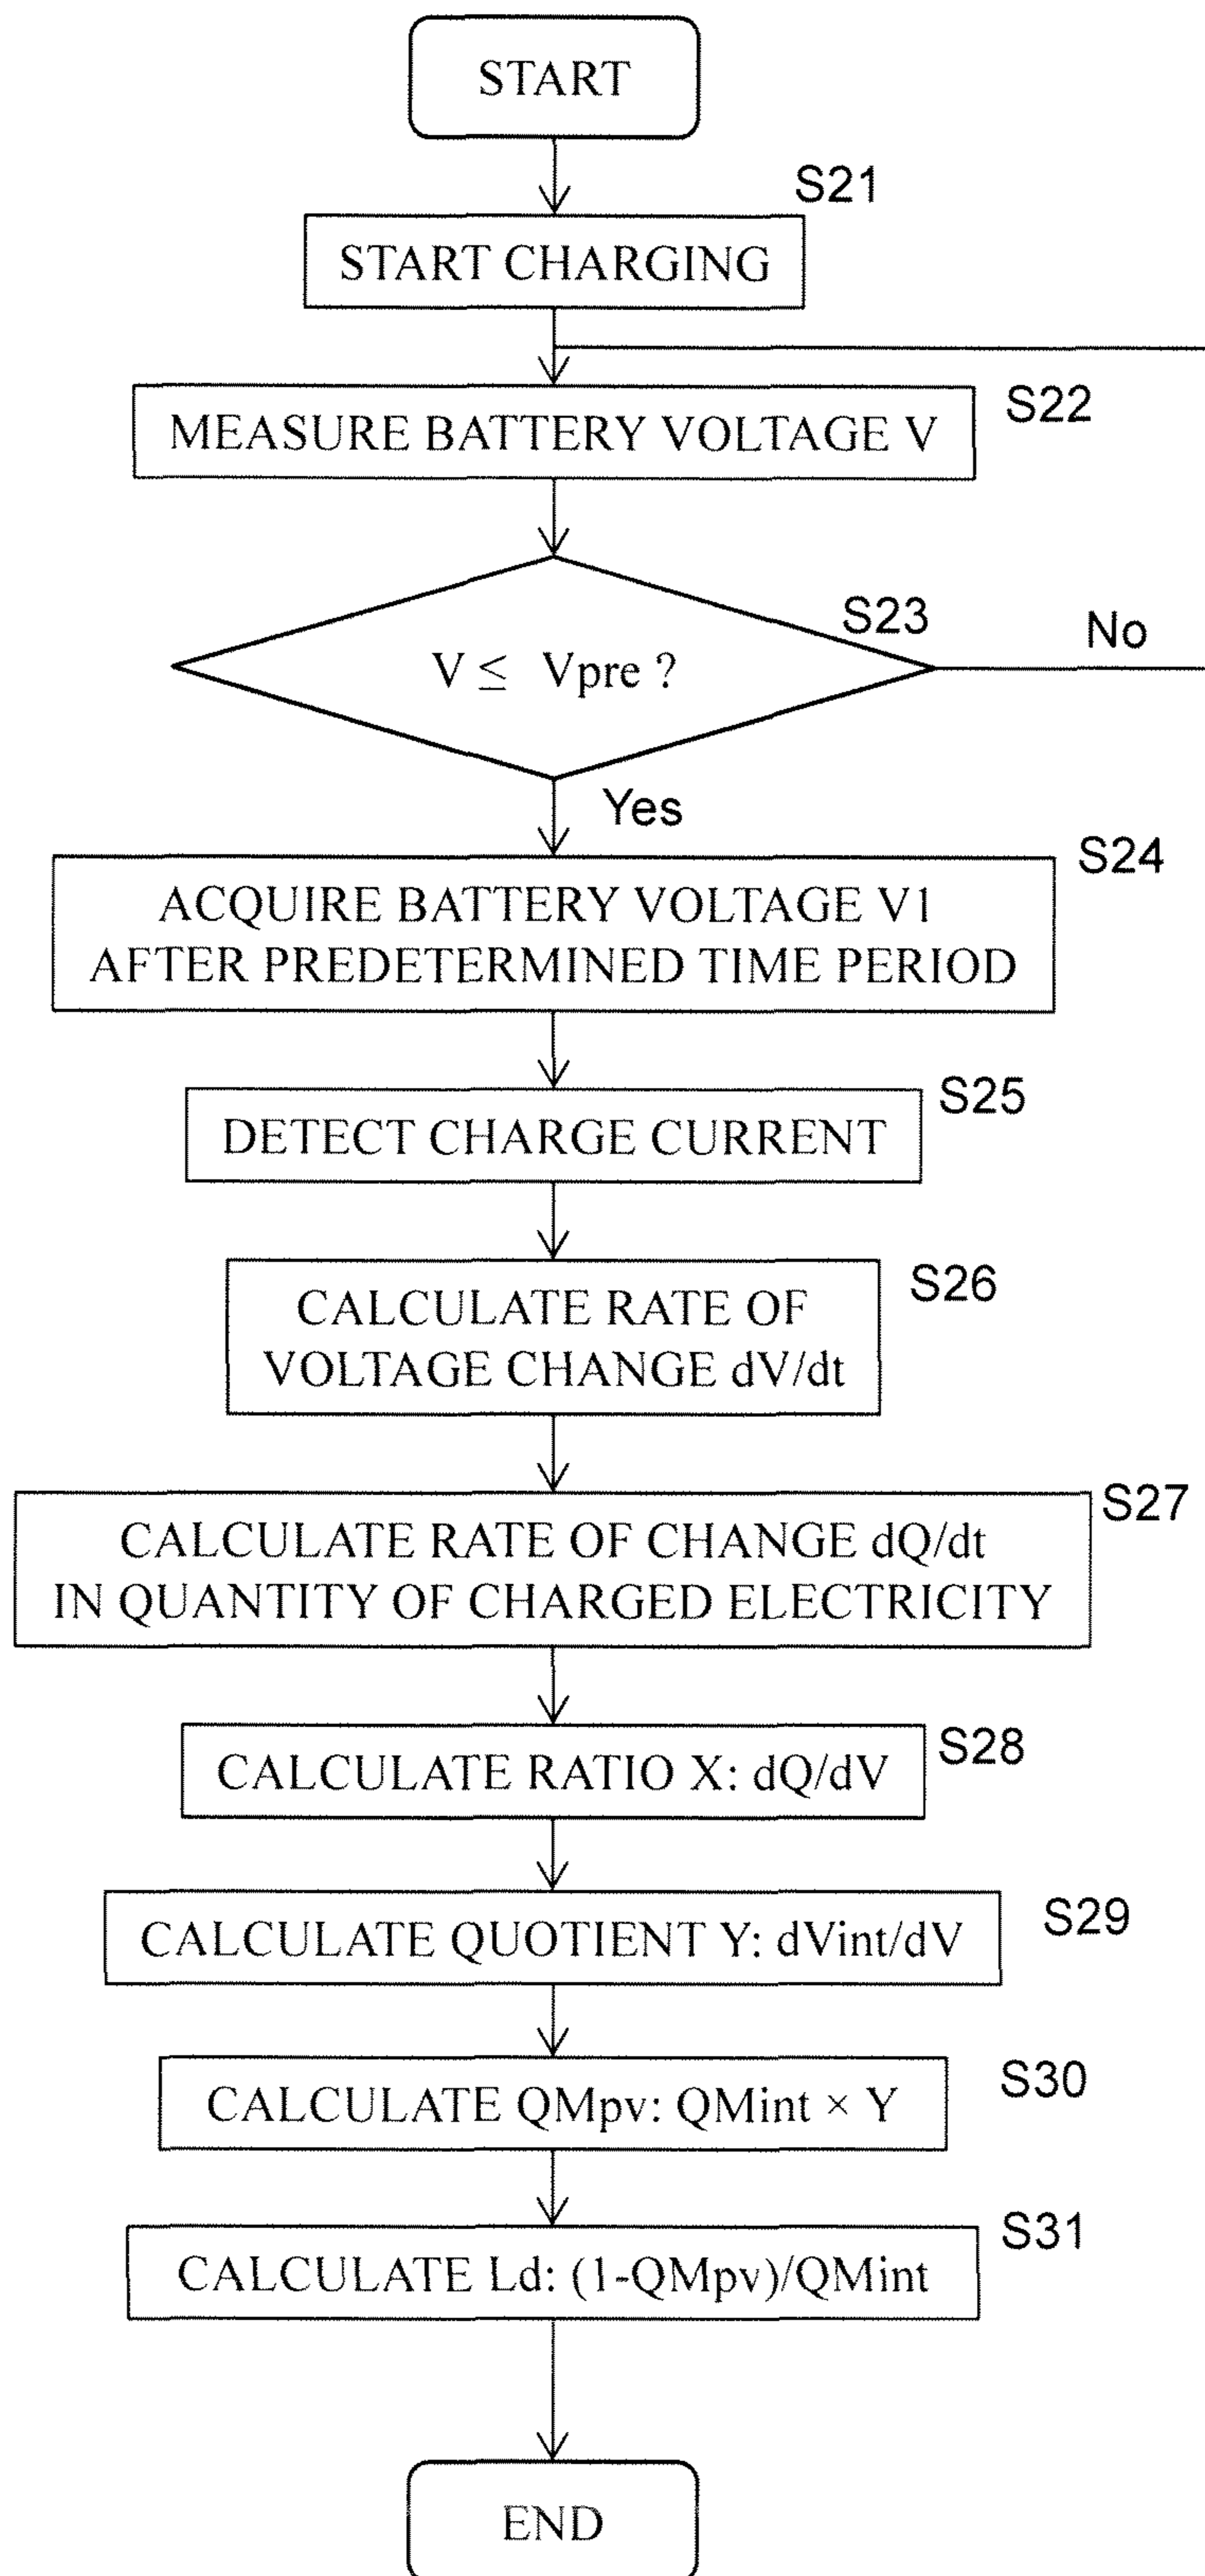 START
S21
START CHARGING
S22
MEASURE BATTERY VOLTAGE V
S23
No
V ≤ Vpre ?
Yes
S24
ACQUIRE BATTERY VOLTAGE V1
AFTER PREDETERMINED TIME PERIOD
S25
DETECT CHARGE CURRENT
S26
CALCULATE RATE OF
VOLTAGE CHANGE dV/dt
S27
CALCULATE RATE OF CHANGE dQ/dt
IN QUANTITY OF CHARGED ELECTRICITY
S28
CALCULATE RATIO X: dQ/dV
S29
CALCULATE QUOTIENT Y: dVint/dV
S30
CALCULATE QMpv: QMint × Y
S31
CALCULATE Ld: (1-QMpv)/QMint
END